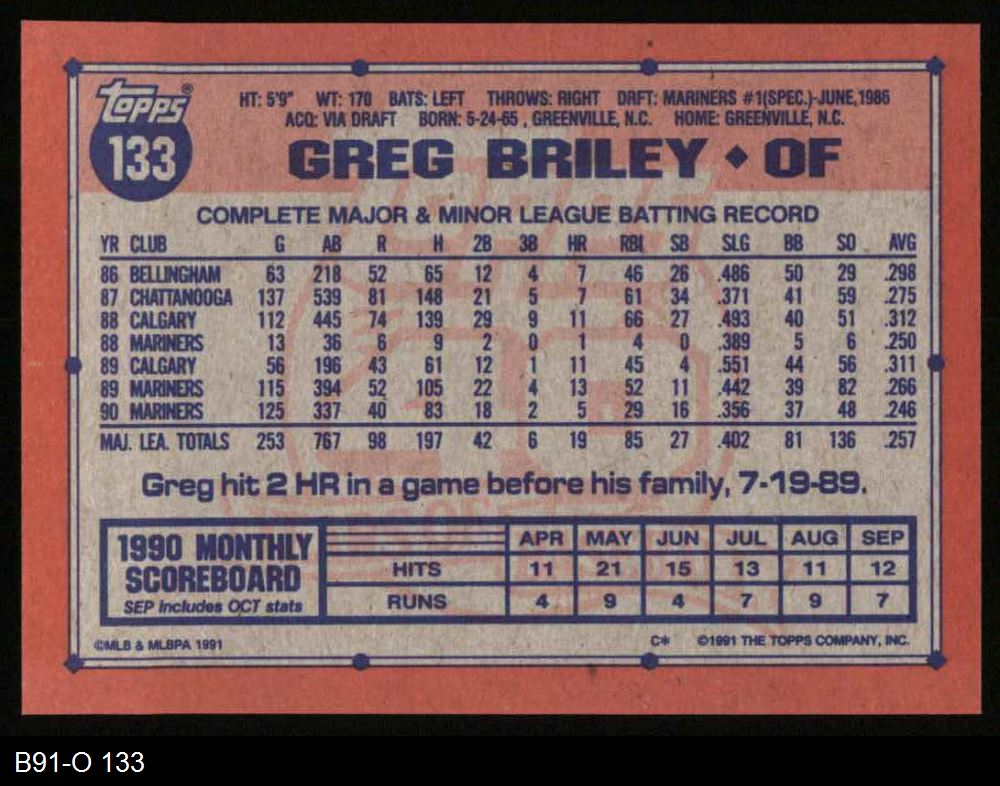 Topps®
133
HT: 5'9" WT: 170 BATS: LEFT THROWS: RIGHT DRFT: MARINERS #1(SPEC.)-JUNE,1986
ACQ: VIA DRAFT BORN: 5-24-65, GREENVILLE, N.C. HOME: GREENVILLE, N.C.
GREG BRILEY ♦ OF
COMPLETE MAJOR & MINOR LEAGUE BATTING RECORD
YR CLUB G AB R H 2B 3B HR RBI SB SLG BB SO AVG
86 BELLINGHAM 63 218 52 65 12 4 7 46 26 .486 50 29 .298
87 CHATTANOOGA 137 539 81 148 21 5 7 61 34 .371 41 59 .275
88 CALGARY 112 445 74 139 29 9 11 66 27 .493 40 51 .312
88 MARINERS 13 36 6 9 2 0 1 4 0 .389 5 6 .250
89 CALGARY 56 196 43 61 12 1 11 45 4 .551 44 56 .311
89 MARINERS 115 394 52 105 22 4 13 52 11 .442 39 82 .266
90 MARINERS 125 337 40 83 18 2 5 29 16 .356 37 48 .246
MAJ. LEA. TOTALS 253 767 98 197 42 6 19 85 27 .402 81 136 .257
Greg hit 2 HR in a game before his family, 7-19-89.
1990 MONTHLY
SCOREBOARD
SEP includes OCT stats
APR MAY JUN JUL AUG SEP
HITS 11 21 15 13 11 12
RUNS 4 9 4 7 9 7
©MLB & MLBPA 1991
C* ©1991 THE TOPPS COMPANY, INC.
B91-O 133